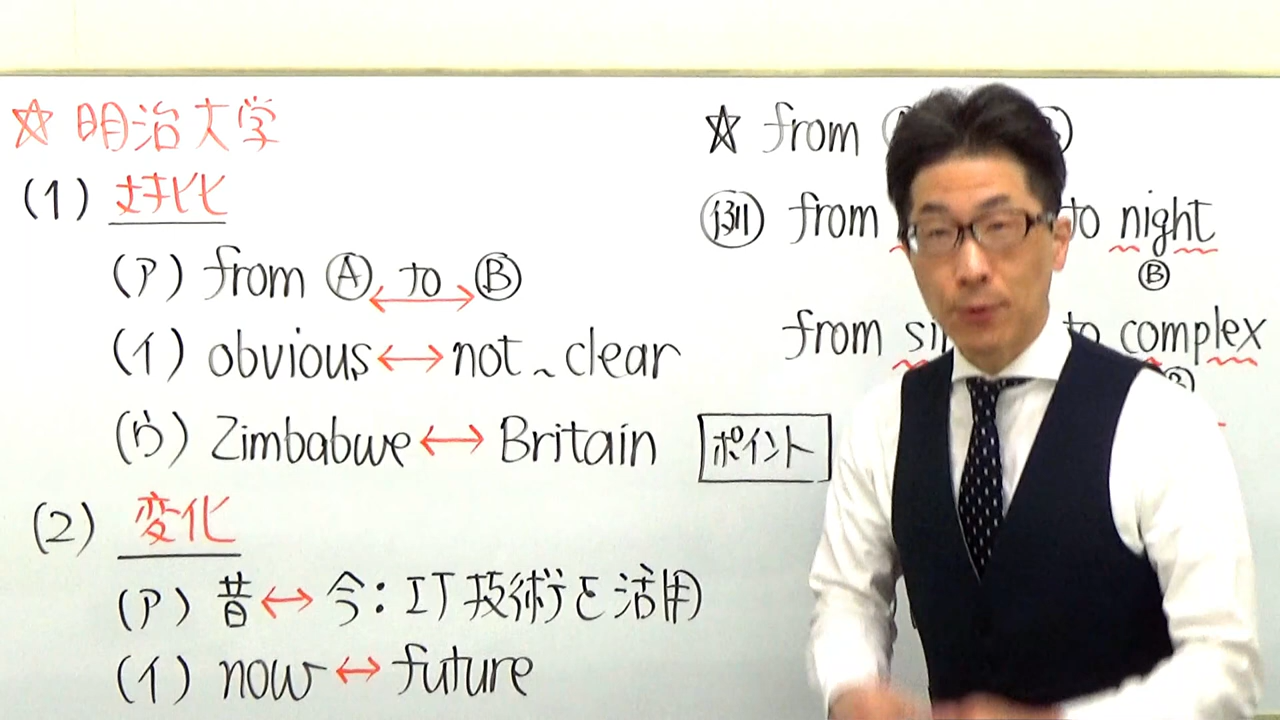 ☆ 明治大学
(1) 対比
(ア) from Ⓐ to Ⓑ
(イ) obvious ↔ not ~ clear
(ウ) Zimbabwe ↔ Britain
(2) 変化
(ア) 昔 ↔ 今：IT技術を活用
(イ) now ↔ future
☆ from
例 from to night
Ⓑ
from to complex
Ⓑ
ポイント